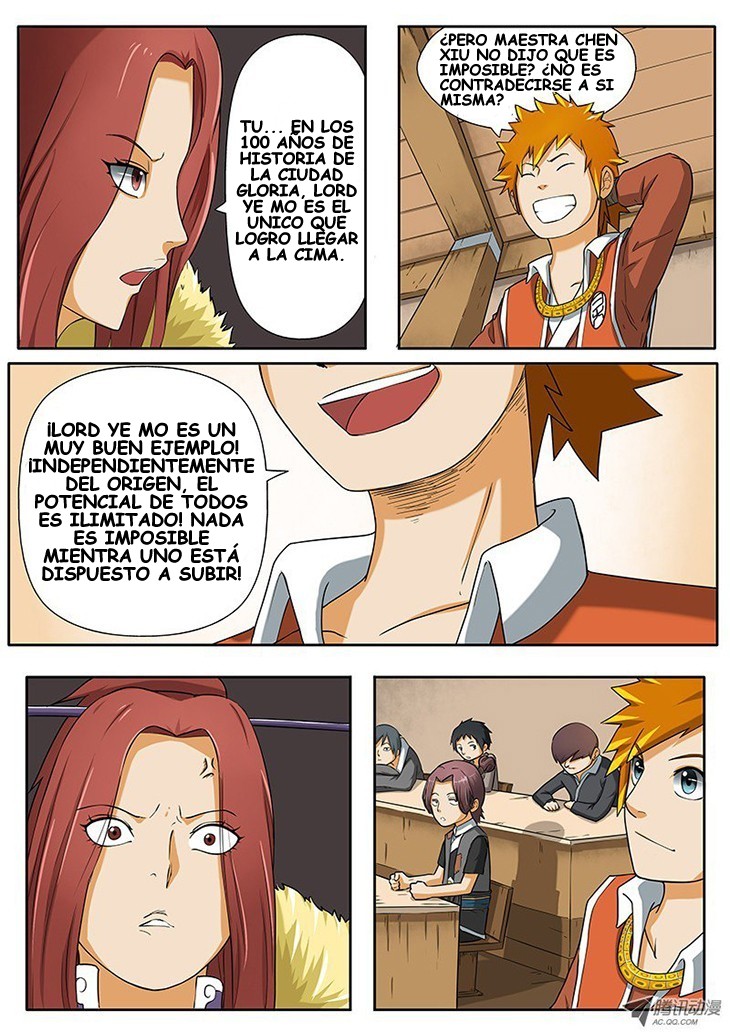 TU... EN LOS
100 AÑOS DE
HISTORIA DE
LA CIUDAD
GLORIA, LORD
YE MO ES EL
UNICO QUE
LOGRO LLEGAR
A LA CIMA.
¿PERO MAESTRA CHEN
XIU NO DIJO QUE ES
IMPOSIBLE? ¿NO ES
CONTRADECIRSE A SI
MISMA?
¡LORD YE MO ES UN
MUY BUEN EJEMPLO!
¡INDEPENDIENTEMENTE
DEL ORIGEN, EL
POTENCIAL DE TODOS
ES ILIMITADO! NADA
ES IMPOSIBLE
MIENTRA UNO ESTÁ
DISPUESTO A SUBIR!
腾讯动漫
AC.QQ.COM